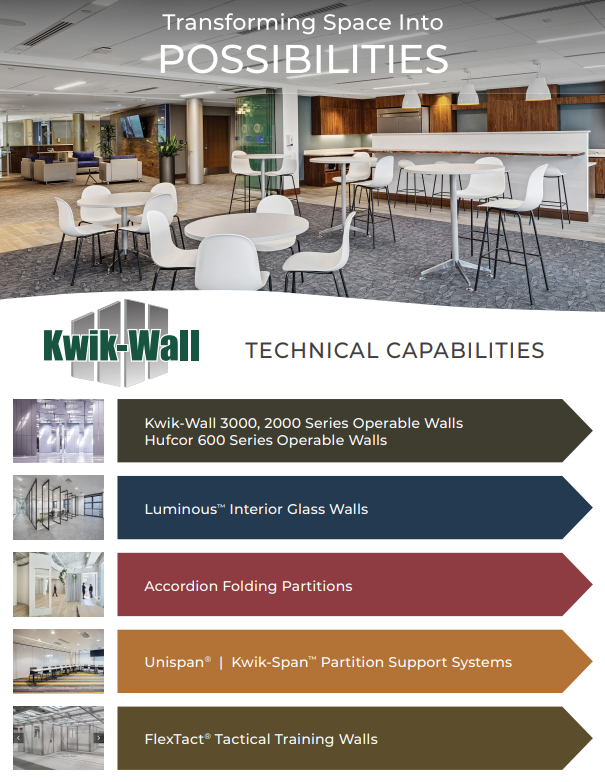 Transforming Space Into
POSSIBILITIES
Kwik-Wall
TECHNICAL CAPABILITIES
Kwik-Wall 3000, 2000 Series Operable Walls
Hufcor 600 Series Operable Walls
Luminous™ Interior Glass Walls
Accordion Folding Partitions
Unispan® | Kwik-Span™ Partition Support Systems
FlexTact® Tactical Training Walls